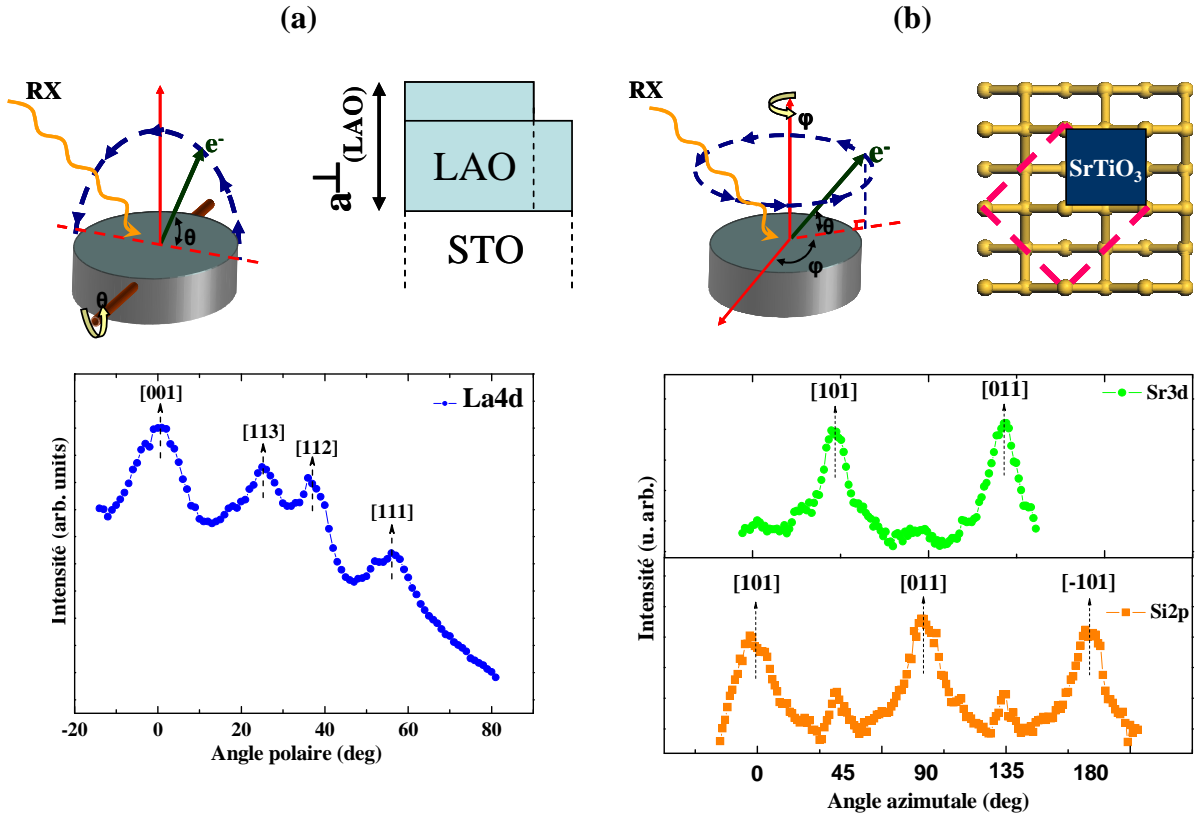 (a)
RX
e-
θ
θ
a⊥(LAO)
LAO
STO
(b)
RX
φ
e-
θ
φ
SrTiO3
[001]
[113]
[112]
[111]
La4d
Intensité (arb. units)
-20 0 20 40 60 80
Angle polaire (deg)
[101]
[011]
Sr3d
[101]
[011]
[-101]
Si2p
Intensité (u. arb.)
0 45 90 135 180
Angle azimutale (deg)